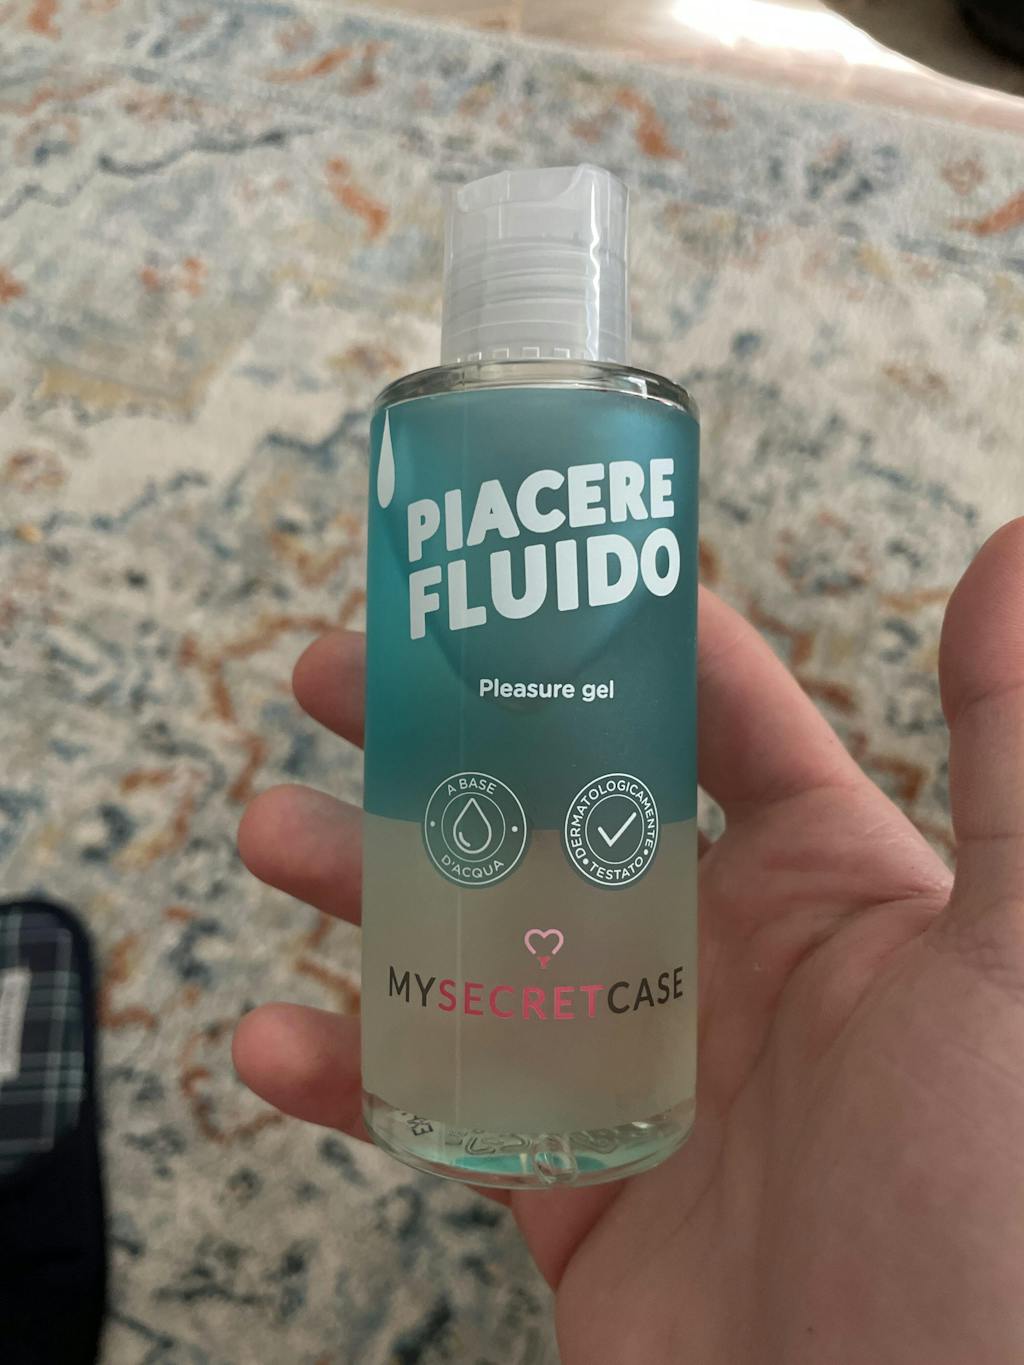 PIACERE
FLUIDO
Pleasure gel
A BASE
D'ACQUA
DERMATOLOGICAMENTE
TESTATO
MYSECRETCASE